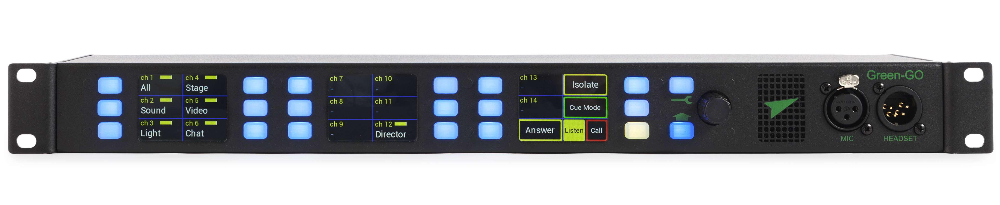 ch 1
All
ch 4
Stage
ch 2
Sound
ch 5
Video
ch 3
Light
ch 6
Chat
ch 7
-
ch 10
-
ch 8
-
ch 11
-
ch 9
-
ch 12
Director
ch 13
-
Isolate
ch 14
-
Cue Mode
Answer
Listen
Call
Green-GO
PUSH
MIC
HEADSET